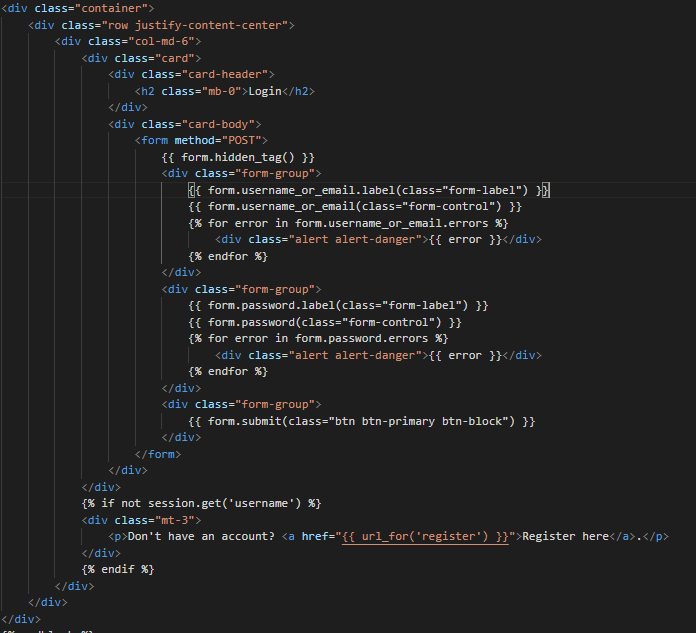 <div class="container">
<div class="row justify-content-center">
<div class="col-md-6">
<div class="card">
<div class="card-header">
<h2 class="mb-0">Login</h2>
</div>
<div class="card-body">
<form method="POST">
{{ form.hidden_tag() }}
<div class="form-group">
{{ form.username_or_email.label(class="form-label") }}
{{ form.username_or_email(class="form-control") }}
{% for error in form.username_or_email.errors %}
<div class="alert alert-danger">{{ error }}</div>
{% endfor %}
</div>
<div class="form-group">
{{ form.password.label(class="form-label") }}
{{ form.password(class="form-control") }}
{% for error in form.password.errors %}
<div class="alert alert-danger">{{ error }}</div>
{% endfor %}
</div>
<div class="form-group">
{{ form.submit(class="btn btn-primary btn-block") }}
</div>
</form>
</div>
</div>
{% if not session.get('username') %}
<div class="mt-3">
<p>Don't have an account? <a href="{{ url_for('register') }}">Register here</a>.</p>
</div>
{% endif %}
</div>
</div>
</div>